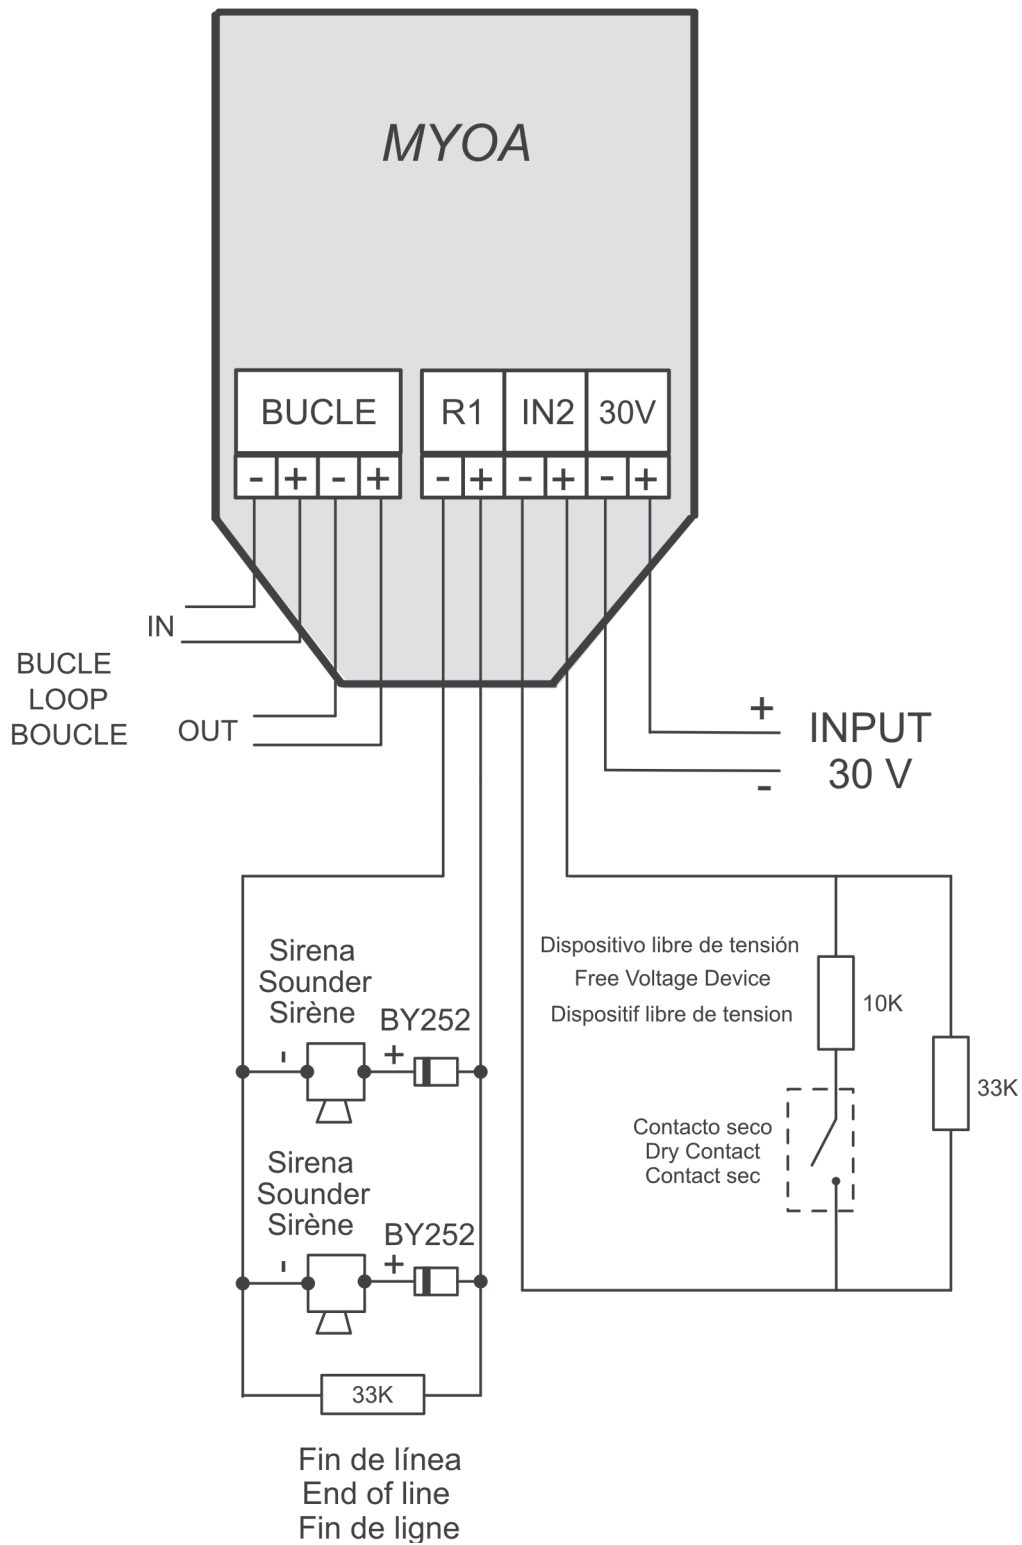 MYOA
BUCLE
R1
IN2
30V
- + - +
- + - + - +
IN
BUCLE
LOOP
BOUCLE
OUT
+
INPUT
30 V
-
Sirena
Sounder
Sirène
BY252
- +
Dispositivo libre de tensión
Free Voltage Device
Dispositif libre de tension
10K
33K
Contacto seco
Dry Contact
Contact sec
Sirena
Sounder
Sirène
BY252
- +
33K
Fin de línea
End of line
Fin de ligne